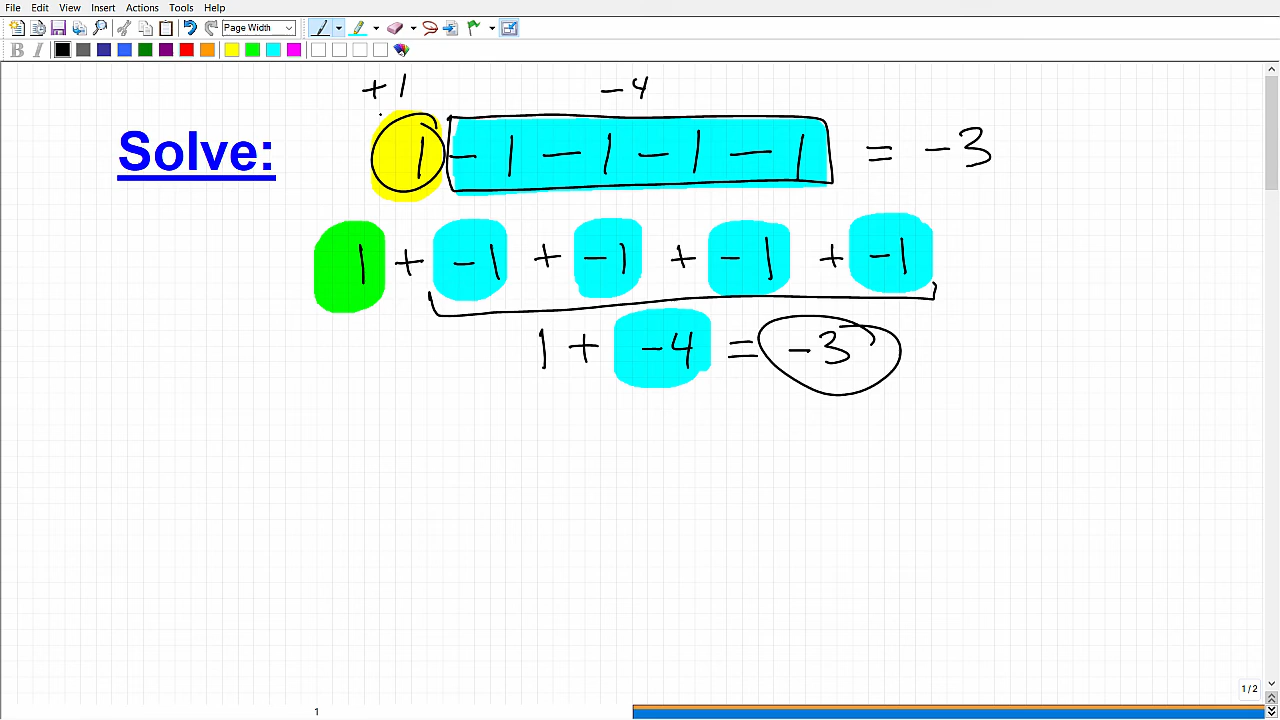 File Edit View Insert Actions Tools Help
Page Width
B I
+1 -4
Solve: 1 - 1 - 1 - 1 - 1 = -3
1 + -1 + -1 + -1 + -1
1 + -4 = -3
1/2
1